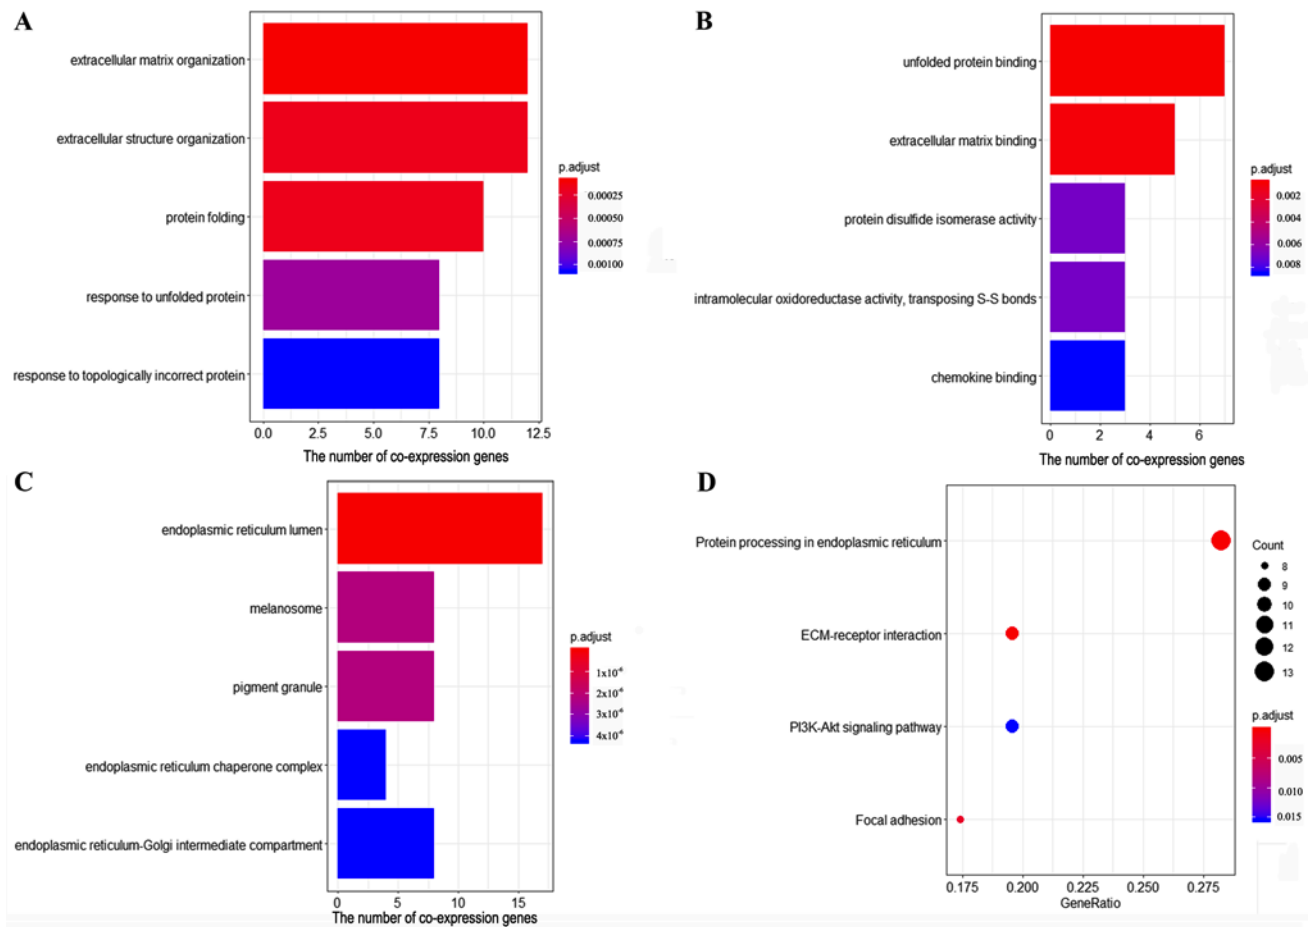 A
extracellular matrix organization
extracellular structure organization
protein folding
response to unfolded protein
response to topologically incorrect protein
0.0 2.5 5.0 7.5 10.0 12.5
The number of co-expression genes
p.adjust
0.00025
0.00050
0.00075
0.00100
B
unfolded protein binding
extracellular matrix binding
protein disulfide isomerase activity
intramolecular oxidoreductase activity, transposing S-S bonds
chemokine binding
0 2 4 6
The number of co-expression genes
p.adjust
0.002
0.004
0.006
0.008
C
endoplasmic reticulum lumen
melanosome
pigment granule
endoplasmic reticulum chaperone complex
endoplasmic reticulum-Golgi intermediate compartment
0 5 10 15
The number of co-expression genes
p.adjust
1x10⁻⁶
2x10⁻⁶
3x10⁻⁶
4x10⁻⁶
D
Protein processing in endoplasmic reticulum
ECM-receptor interaction
PI3K-Akt signaling pathway
Focal adhesion
0.175 0.200 0.225 0.250 0.275
GeneRatio
Count
8
9
10
11
12
13
p.adjust
0.005
0.010
0.015